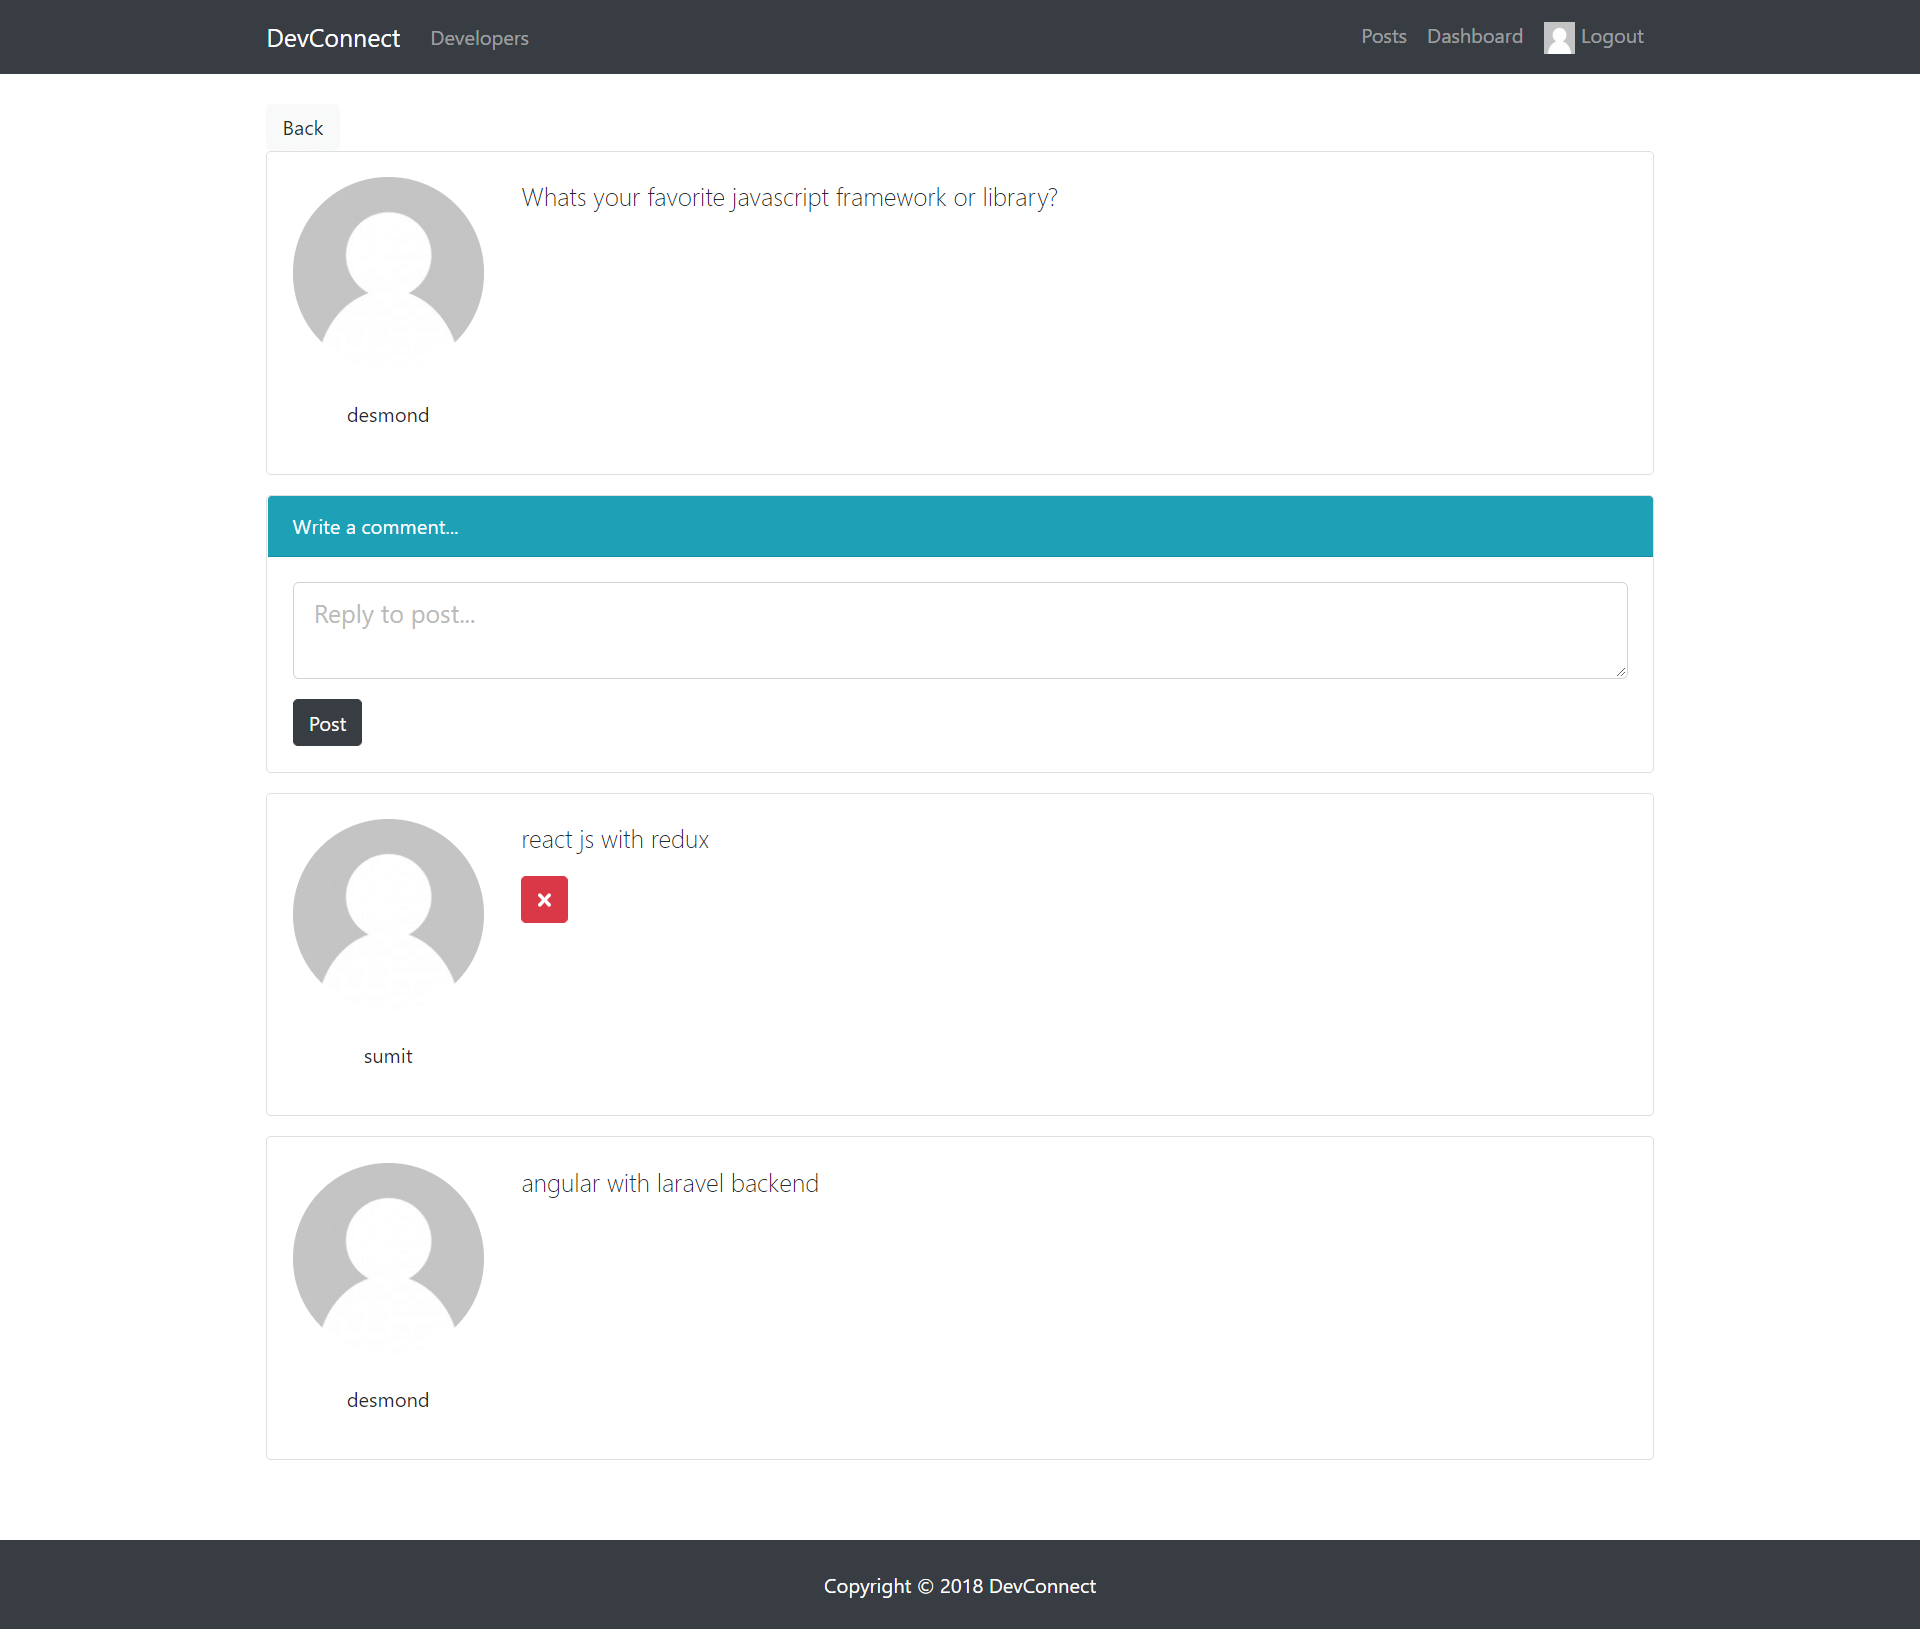 DevConnect Developers Posts Dashboard Logout
Back
Whats your favorite javascript framework or library?
desmond
Write a comment...
Reply to post...
Post
react js with redux
sumit
angular with laravel backend
desmond
Copyright © 2018 DevConnect